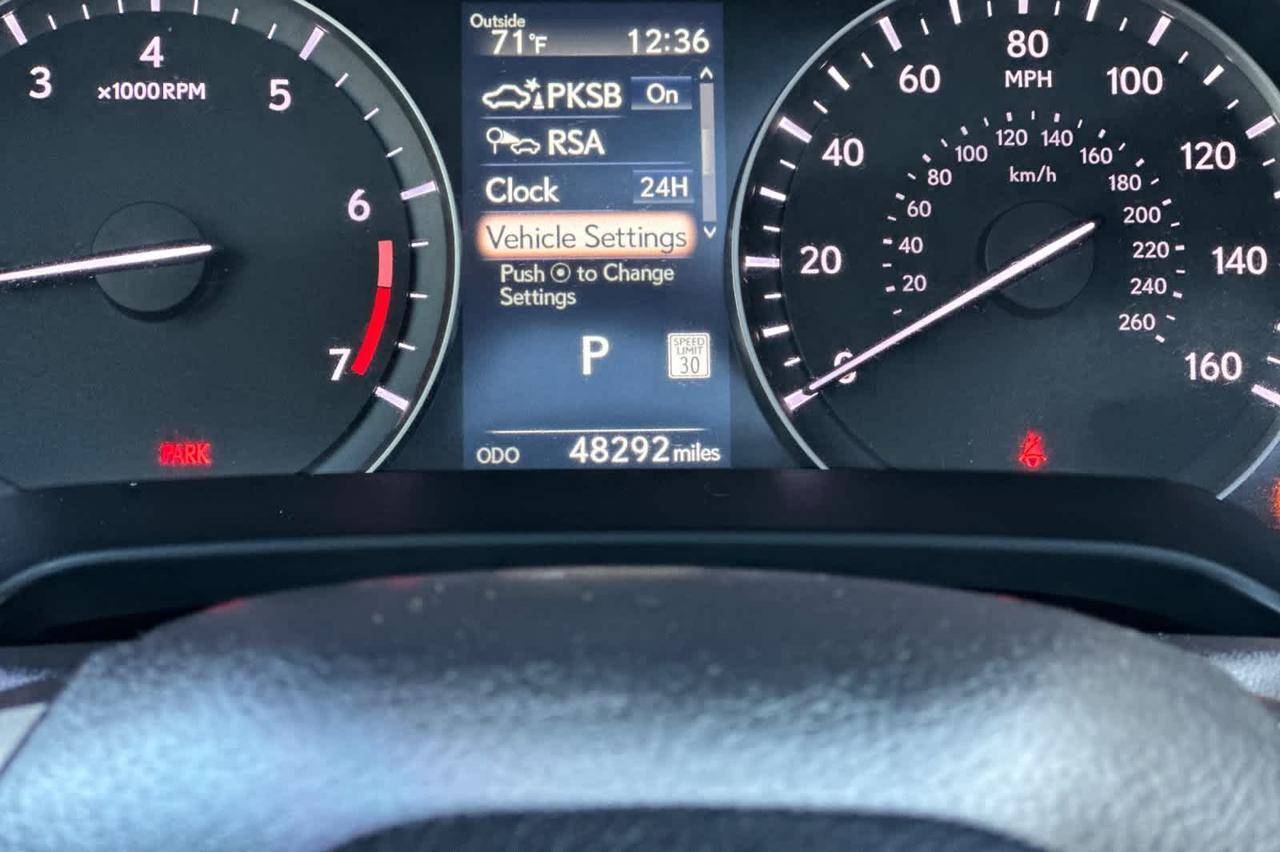 3
4
5
6
7
x1000RPM
PARK
Outside
71°F 12:36
PKSB On
RSA
Clock 24H
Vehicle Settings
Push to Change
Settings
P
SPEED
LIMIT
30
ODO 48292 miles
0
20
40
60
80
100
120
140
160
MPH
20
40
60
80
100
120
140
160
180
200
220
240
260
km/h